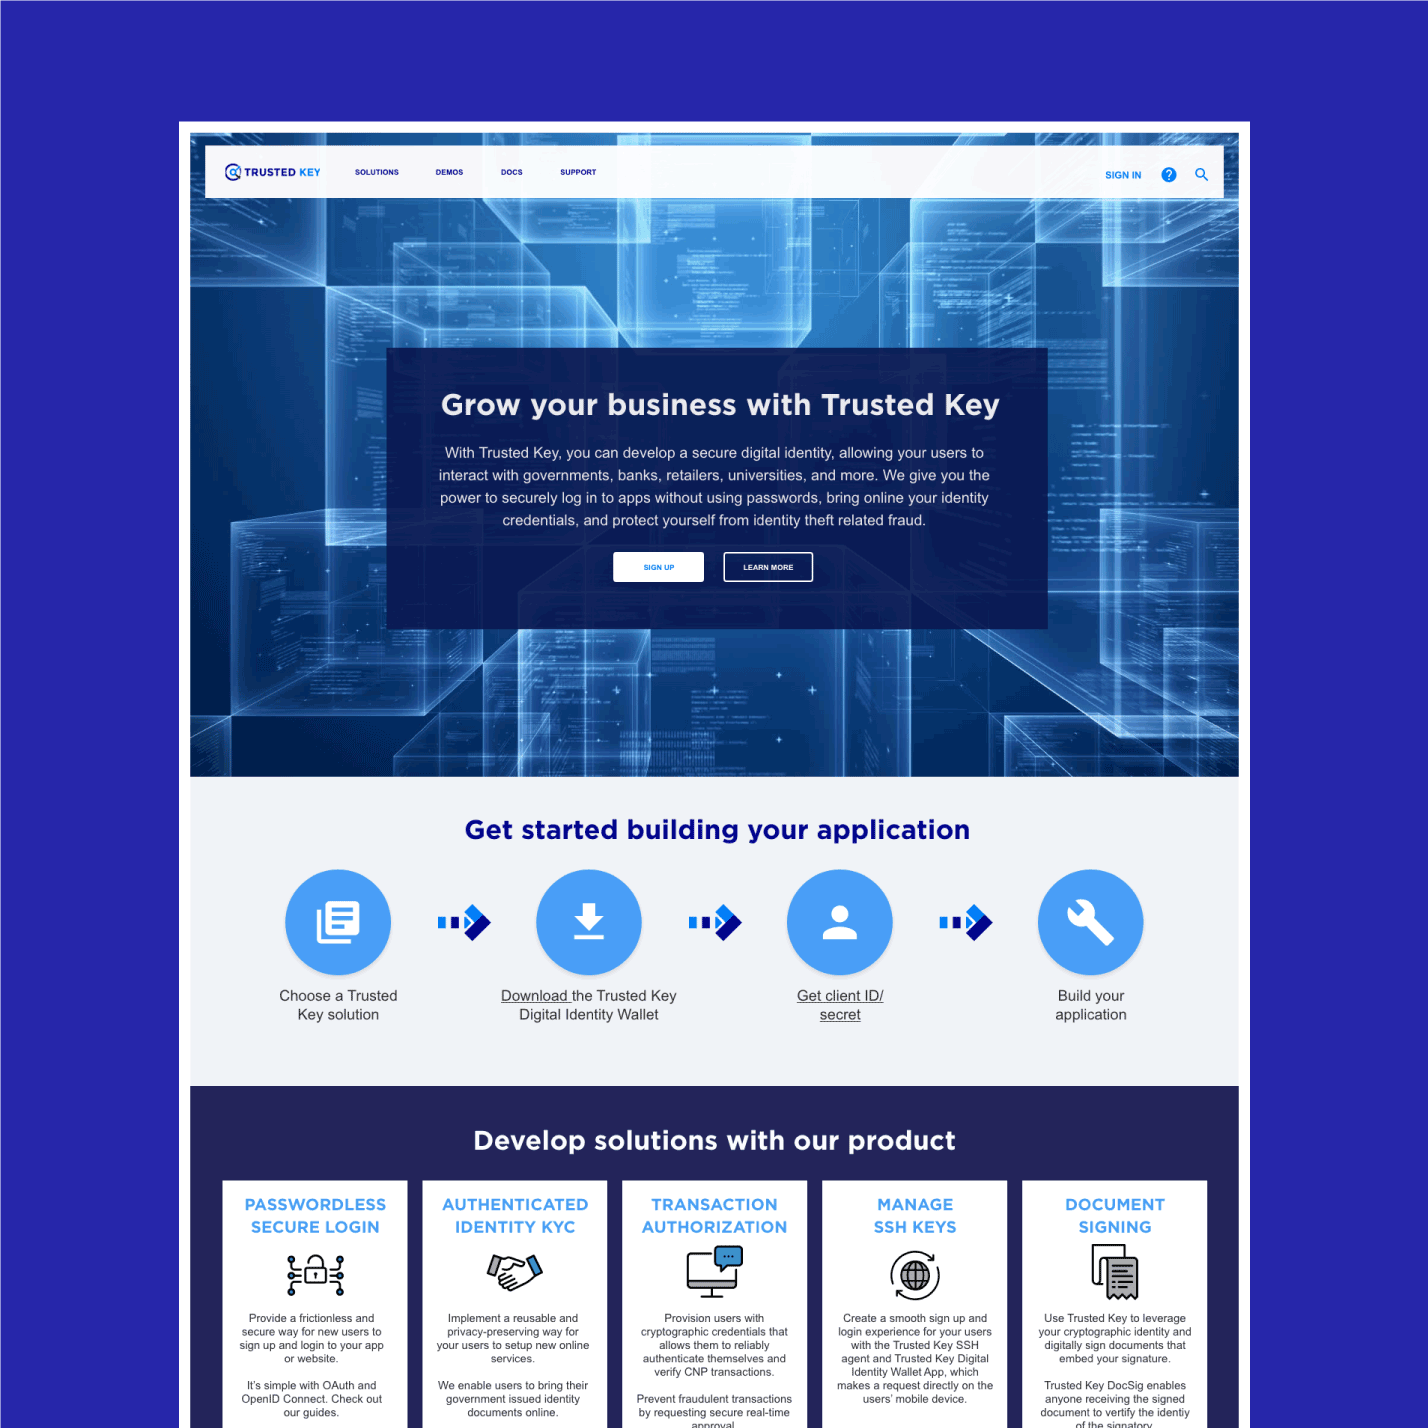 TRUSTED KEY
SOLUTIONS
DEMOS
DOCS
SUPPORT
SIGN IN
?
Grow your business with Trusted Key
With Trusted Key, you can develop a secure digital identity, allowing your users to
interact with governments, banks, retailers, universities, and more. We give you the
power to securely log in to apps without using passwords, bring online your identity
credentials, and protect yourself from identity theft related fraud.
SIGN UP
LEARN MORE
Get started building your application
Choose a Trusted
Key solution
Download the Trusted Key
Digital Identity Wallet
Get client ID/
secret
Build your
application
Develop solutions with our product
PASSWORDLESS
SECURE LOGIN
Provide a frictionless and
secure way for new users to
sign up and login to your app
or website.
It's simple with OAuth and
OpenID Connect. Check out
our guides.
AUTHENTICATED
IDENTITY KYC
Implement a reusable and
privacy-preserving way for
your users to setup new online
services.
We enable users to bring their
government issued identity
documents online.
TRANSACTION
AUTHORIZATION
Provision users with
cryptographic credentials that
allows them to reliably
authenticate themselves and
verify CNP transactions.
Prevent fraudulent transactions
by requesting secure real-time
approval
MANAGE
SSH KEYS
Create a smooth sign up and
login experience for your users
with the Trusted Key SSH
agent and Trusted Key Digital
Identity Wallet App, which
makes a request directly on the
users' mobile device.
DOCUMENT
SIGNING
Use Trusted Key to leverage
your cryptographic identity and
digitally sign documents that
embed your signature.
Trusted Key DocSig enables
anyone receiving the signed
document to vertify the identiy
of the signatory